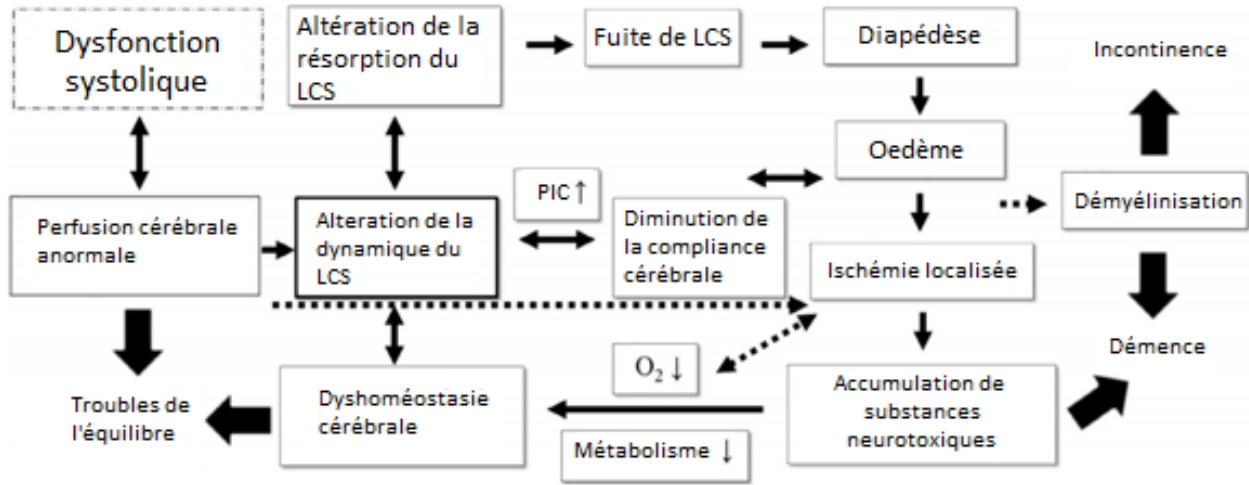 Dysfonction
systolique
Altération de la
résorption du
LCS
Fuite de LCS
Diapédèse
Incontinence
Oedème
PIC ↑
Perfusion cérébrale
anormale
Alteration de la
dynamique du
LCS
Diminution de
la compliance
cérébrale
Démyélinisation
Ischémie localisée
O₂ ↓
Démence
Troubles de
l'équilibre
Dyshoméostasie
cérébrale
Métabolisme ↓
Accumulation de
substances
neurotoxiques